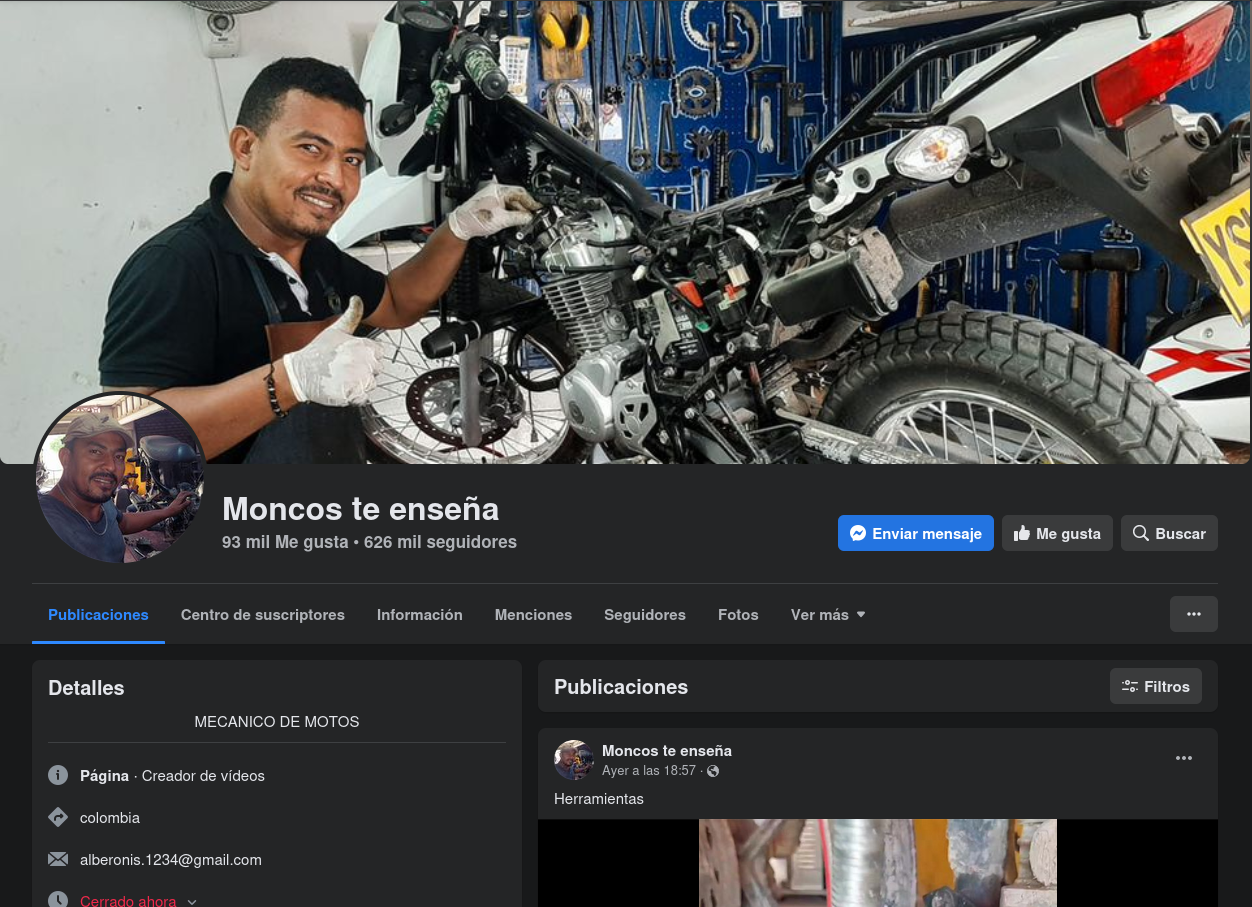 YS
XR
Moncos te enseña
93 mil Me gusta • 626 mil seguidores
Enviar mensaje
Me gusta
Buscar
Publicaciones
Centro de suscriptores
Información
Menciones
Seguidores
Fotos
Ver más
Detalles
MECANICO DE MOTOS
Página · Creador de vídeos
colombia
alberonis.1234@gmail.com
Cerrado ahora
Publicaciones
Filtros
Moncos te enseña
Ayer a las 18:57 ·
Herramientas